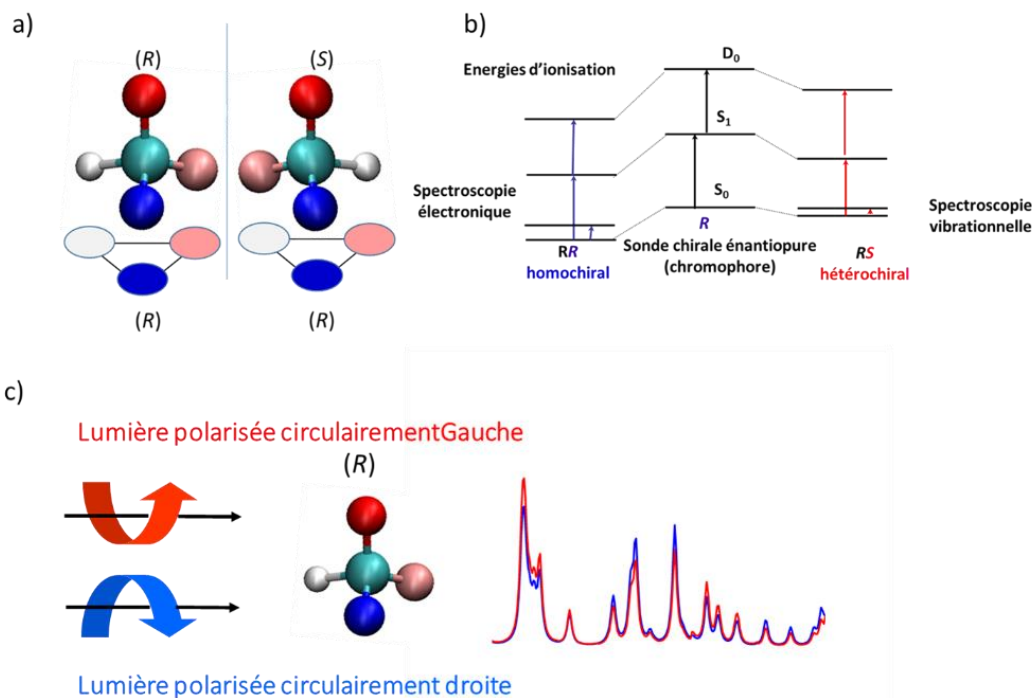 a)
(R)
(S)
(R)
(R)
b)
Energies d'ionisation
D₀
S₁
Spectroscopie
électronique
S₀
R
Sonde chirale énantiopure
(chromophore)
RR
homochiral
RS
hétérochiral
Spectroscopie
vibrationnelle
c)
Lumière polarisée circulairementGauche
(R)
Lumière polarisée circulairement droite